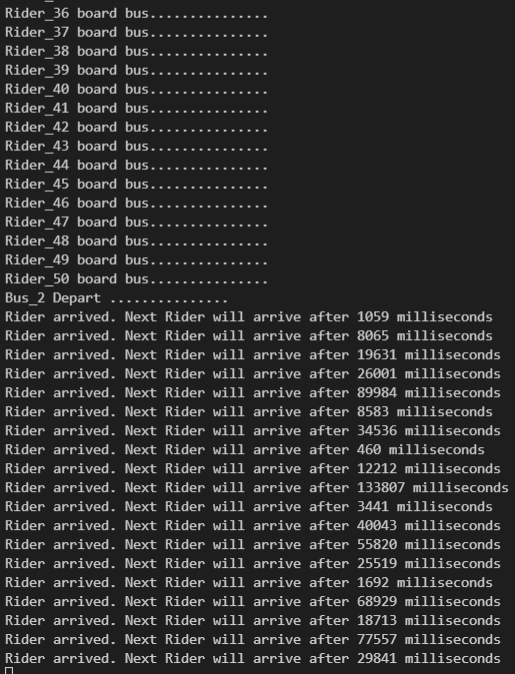 Rider_36 board bus...............
Rider_37 board bus...............
Rider_38 board bus...............
Rider_39 board bus...............
Rider_40 board bus...............
Rider_41 board bus...............
Rider_42 board bus...............
Rider_43 board bus...............
Rider_44 board bus...............
Rider_45 board bus...............
Rider_46 board bus...............
Rider_47 board bus...............
Rider_48 board bus...............
Rider_49 board bus...............
Rider_50 board bus...............
Bus_2 Depart ...............
Rider arrived. Next Rider will arrive after 1059 milliseconds
Rider arrived. Next Rider will arrive after 8065 milliseconds
Rider arrived. Next Rider will arrive after 19631 milliseconds
Rider arrived. Next Rider will arrive after 26001 milliseconds
Rider arrived. Next Rider will arrive after 89984 milliseconds
Rider arrived. Next Rider will arrive after 8583 milliseconds
Rider arrived. Next Rider will arrive after 34536 milliseconds
Rider arrived. Next Rider will arrive after 460 milliseconds
Rider arrived. Next Rider will arrive after 12212 milliseconds
Rider arrived. Next Rider will arrive after 133807 milliseconds
Rider arrived. Next Rider will arrive after 3441 milliseconds
Rider arrived. Next Rider will arrive after 40043 milliseconds
Rider arrived. Next Rider will arrive after 55820 milliseconds
Rider arrived. Next Rider will arrive after 25519 milliseconds
Rider arrived. Next Rider will arrive after 1692 milliseconds
Rider arrived. Next Rider will arrive after 68929 milliseconds
Rider arrived. Next Rider will arrive after 18713 milliseconds
Rider arrived. Next Rider will arrive after 77557 milliseconds
Rider arrived. Next Rider will arrive after 29841 milliseconds